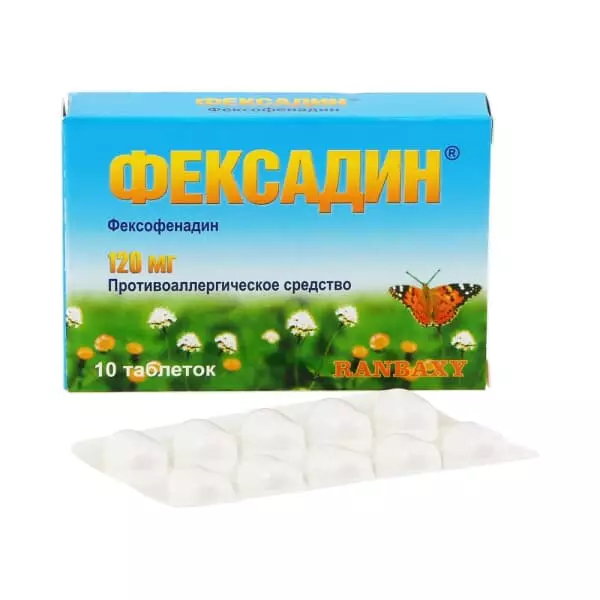 ФЕКСАДИН
Фексофенадин
ФЕКСАДИН®
Фексофенадин
120 мг
Противоаллергическое средство
10 таблеток
RANBAXY